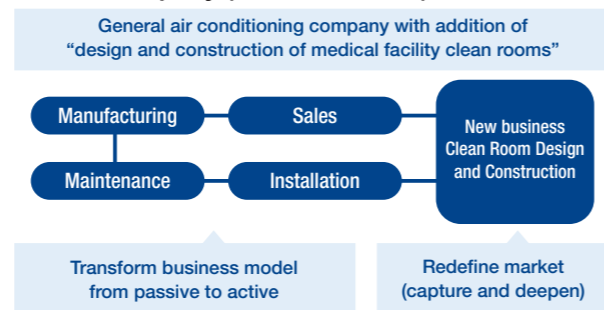 General air conditioning company with addition of
“design and construction of medical facility clean rooms”
Manufacturing
Sales
Maintenance
Installation
New business
Clean Room Design
and Construction
Transform business model
from passive to active
Redefine market
(capture and deepen)